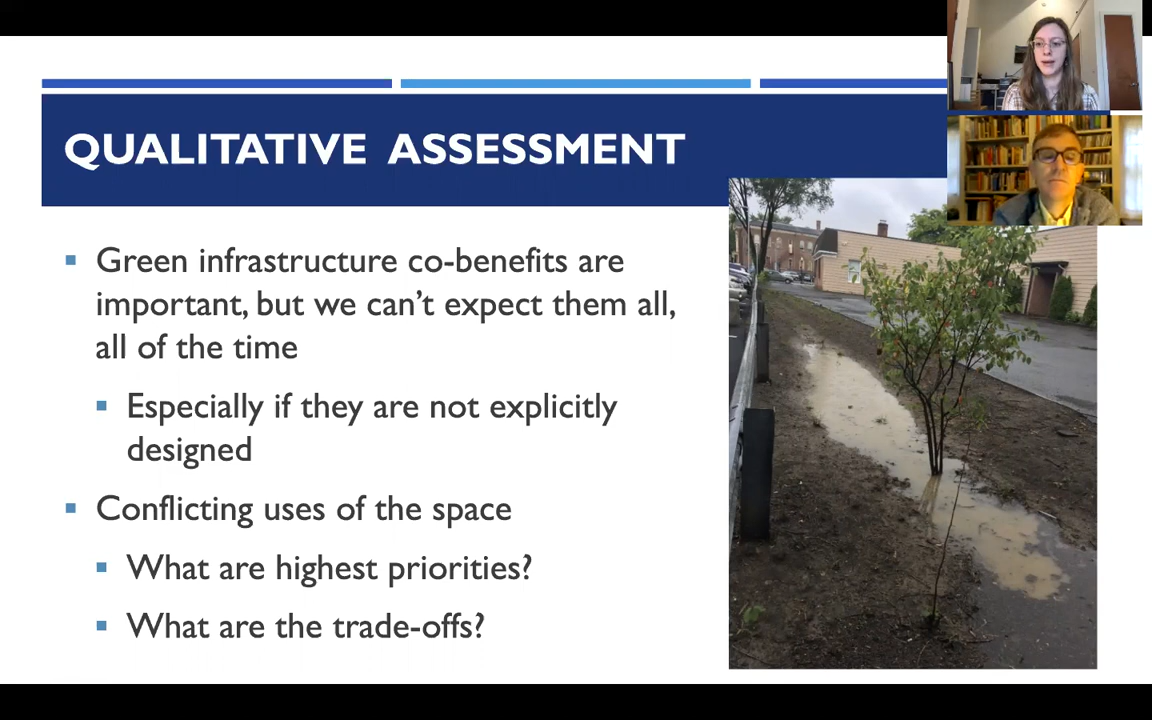 QUALITATIVE ASSESSMENT
Green infrastructure co-benefits are
important, but we can’t expect them all,
all of the time
Especially if they are not explicitly
designed
Conflicting uses of the space
What are highest priorities?
What are the trade-offs?